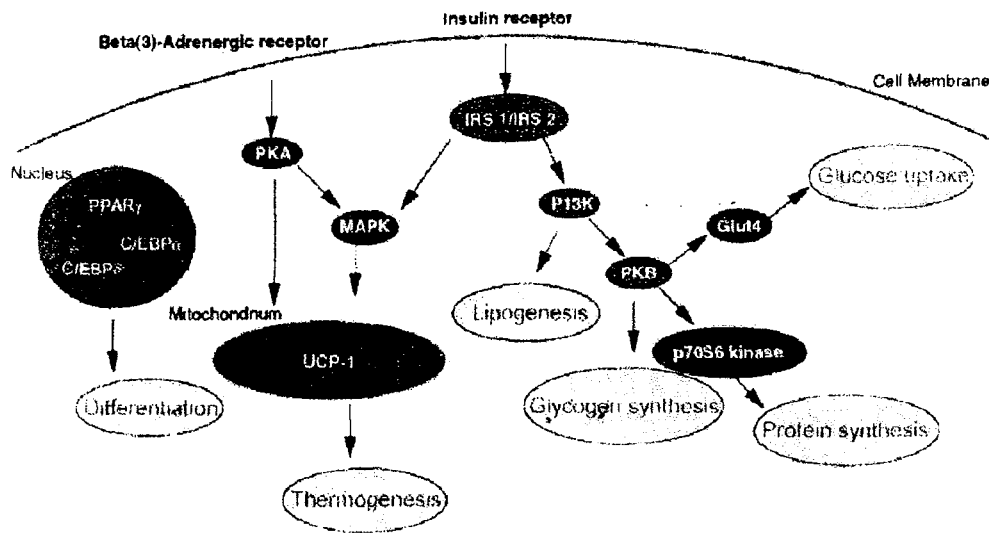 Insulin receptor
Beta(3)-Adrenergic receptor
Cell Membrane
IRS 1/IRS 2
PKA
Nucleus
Glucose uptake
P13K
PPARγ
MAPK
Glut4
C/EBPα
C/EBPδ
PKB
Mitochondrium
Lipogenesis
UCP-1
p70S6 kinase
Differentiation
Glycogen synthesis
Protein synthesis
Thermogenesis